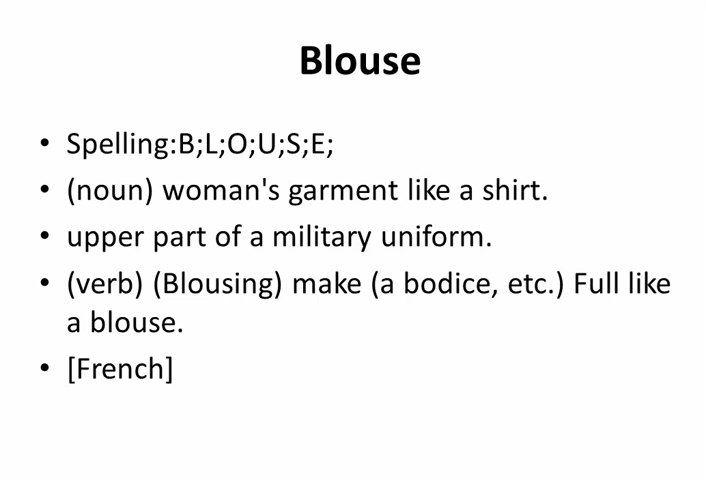 Blouse
• Spelling:B;L;O;U;S;E;
• (noun) woman's garment like a shirt.
• upper part of a military uniform.
• (verb) (Blousing) make (a bodice, etc.) Full like
a blouse.
• [French]